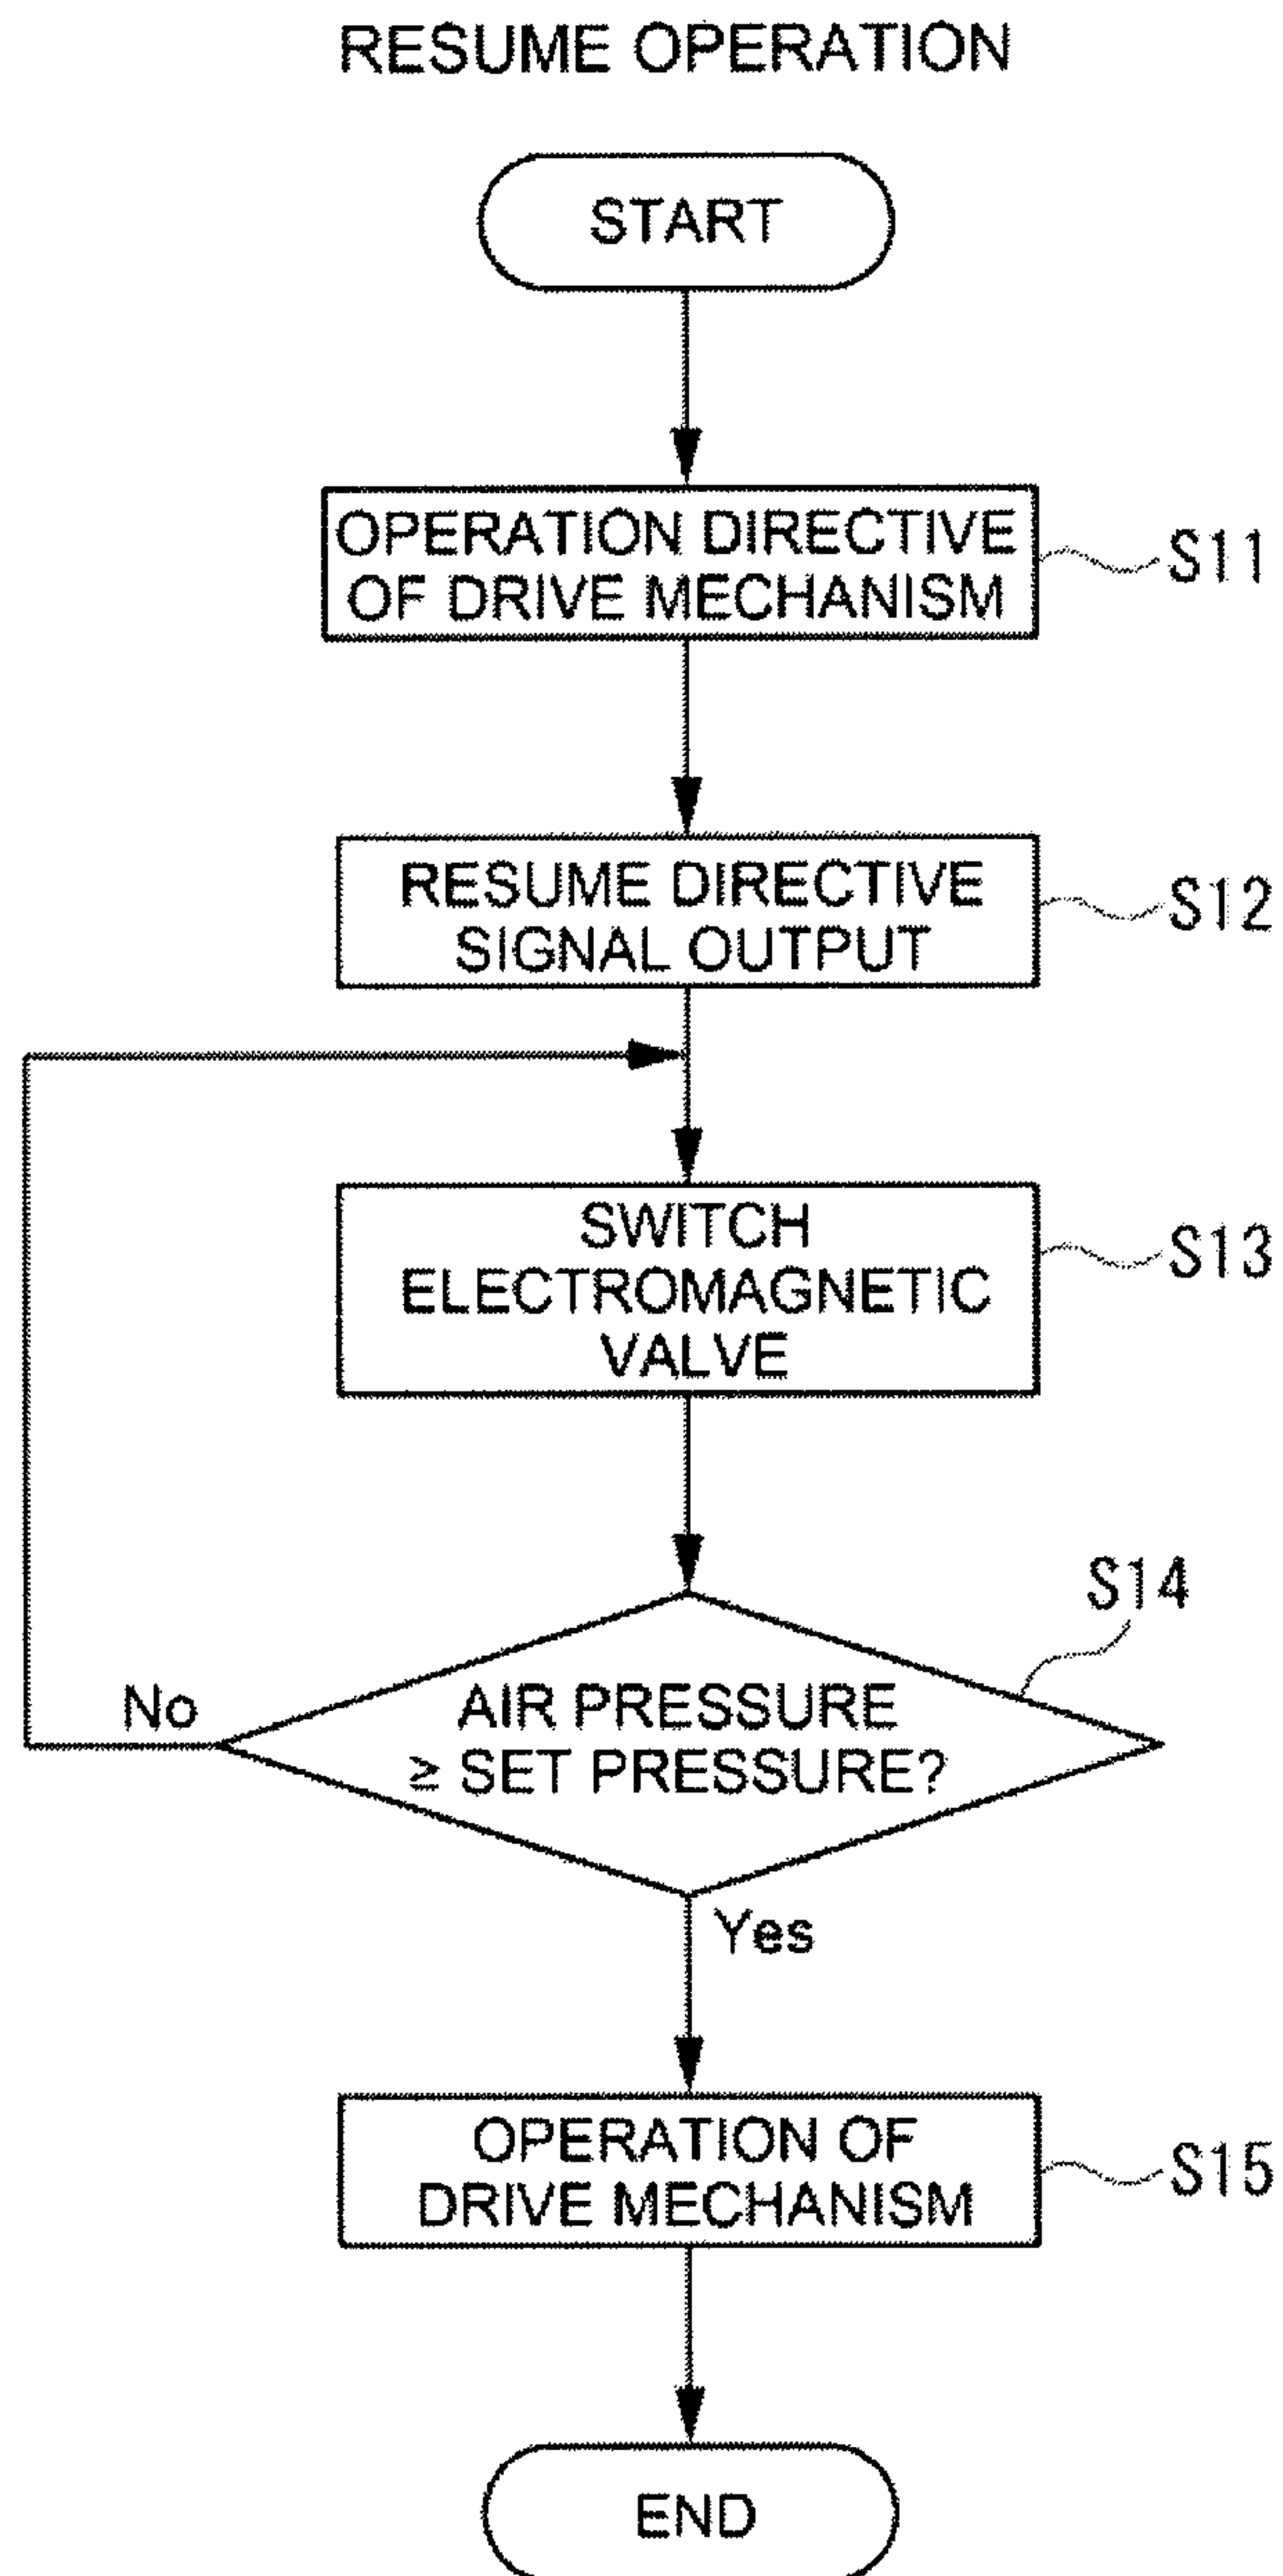 RESUME OPERATION
START
OPERATION DIRECTIVE
OF DRIVE MECHANISM
S11
RESUME DIRECTIVE
SIGNAL OUTPUT
S12
SWITCH
ELECTROMAGNETIC
VALVE
S13
S14
AIR PRESSURE
≥ SET PRESSURE?
No
Yes
OPERATION OF
DRIVE MECHANISM
S15
END